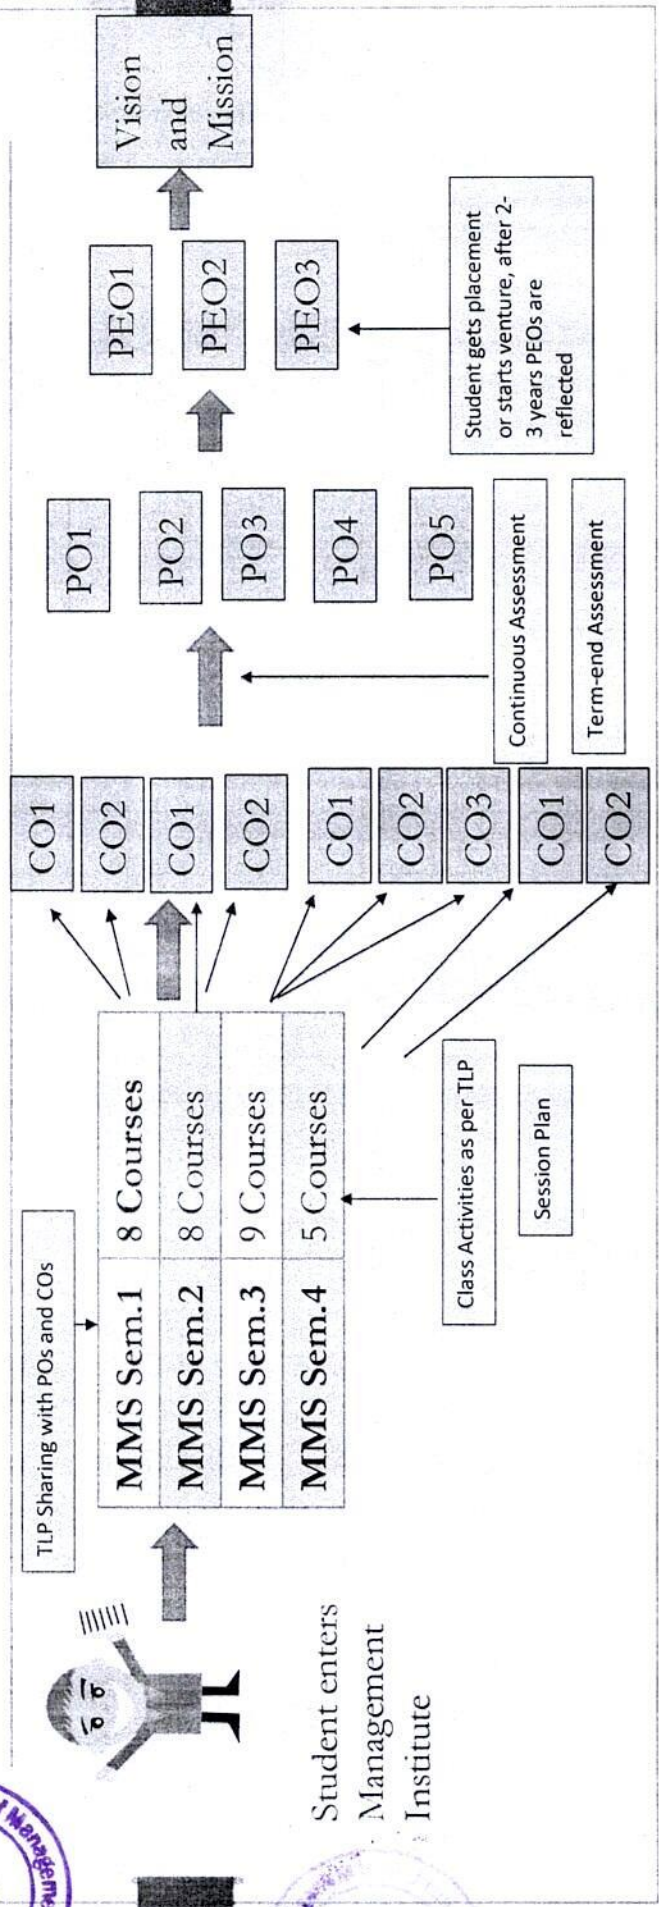 TLP Sharing with POs and COs
Student enters
Management
Institute
MMS Sem.1 8 Courses
MMS Sem.2 8 Courses
MMS Sem.3 9 Courses
MMS Sem.4 5 Courses
Class Activities as per TLP
Session Plan
CO1
CO2
CO1
CO2
CO1
CO2
CO3
CO1
CO2
Continuous Assessment
Term-end Assessment
PO1
PO2
PO3
PO4
PO5
PEO1
PEO2
PEO3
Student gets placement
or starts venture, after 2-
3 years PEOs are
reflected
Vision
and
Mission